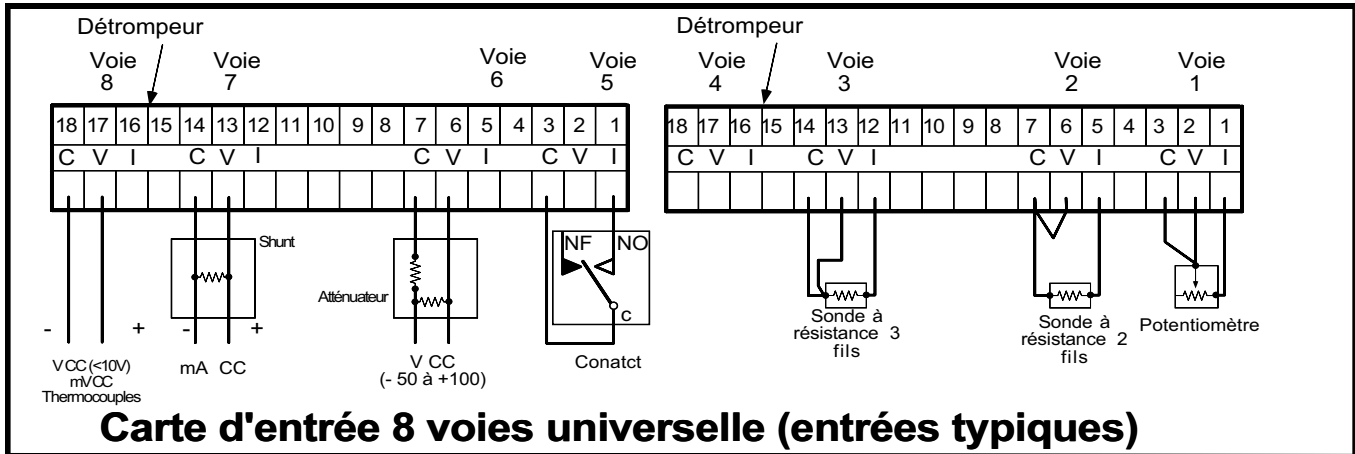 Détrompeur
Détrompeur
Voie 8
Voie 7
Voie 6
Voie 5
Voie 4
Voie 3
Voie 2
Voie 1
18 17 16 15 14 13 12 11 10 9 8 7 6 5 4 3 2 1
18 17 16 15 14 13 12 11 10 9 8 7 6 5 4 3 2 1
C V I C V I C V I C V I
C V I C V I C V I C V I
Shunt
- +
Atténuateur
NF NO
c
- +
V CC (<10V)
mVCC
Thermocouples
mA CC
V CC
(- 50 à +100)
Conatct
Sonde à
résistance 3
fils
Sonde à
résistance 2
fils
Potentiomètre
Carte d'entrée 8 voies universelle (entrées typiques)